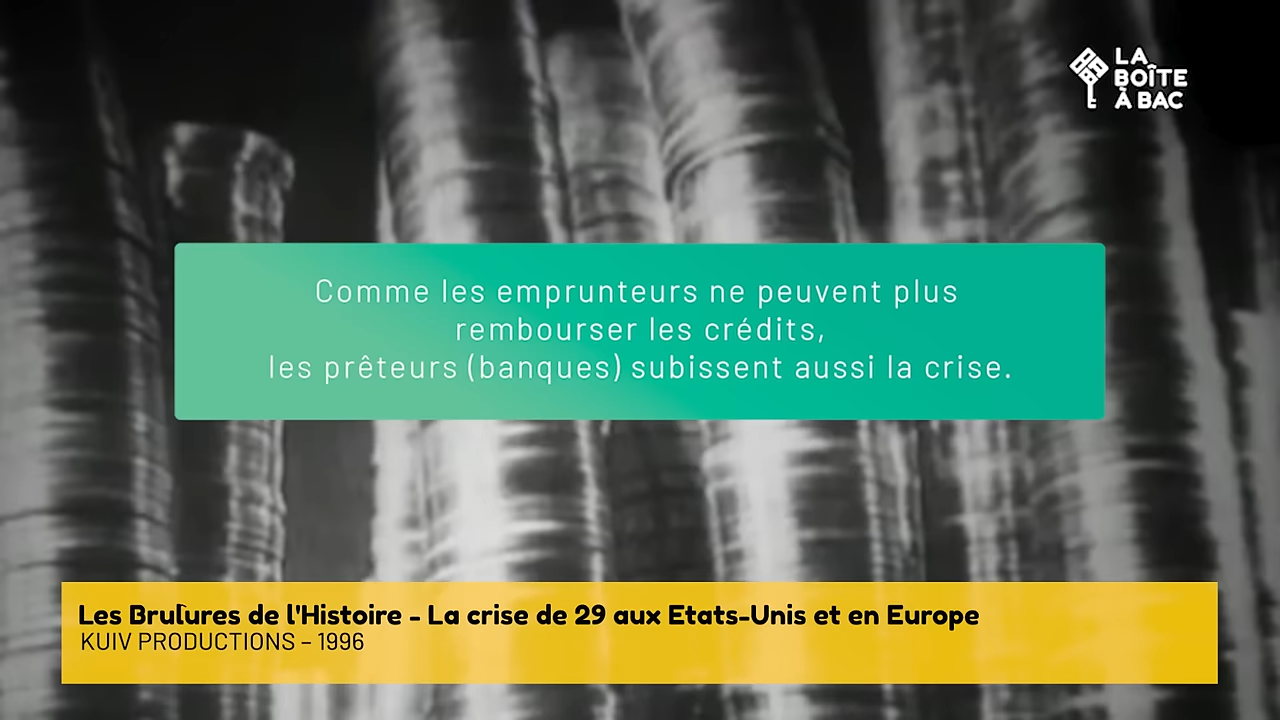 LA
BOÎTE
À BAC
Comme les emprunteurs ne peuvent plus
rembourser les crédits,
les prêteurs (banques) subissent aussi la crise.
Les Brulures de l'Histoire - La crise de 29 aux Etats-Unis et en Europe
KUIV PRODUCTIONS – 1996